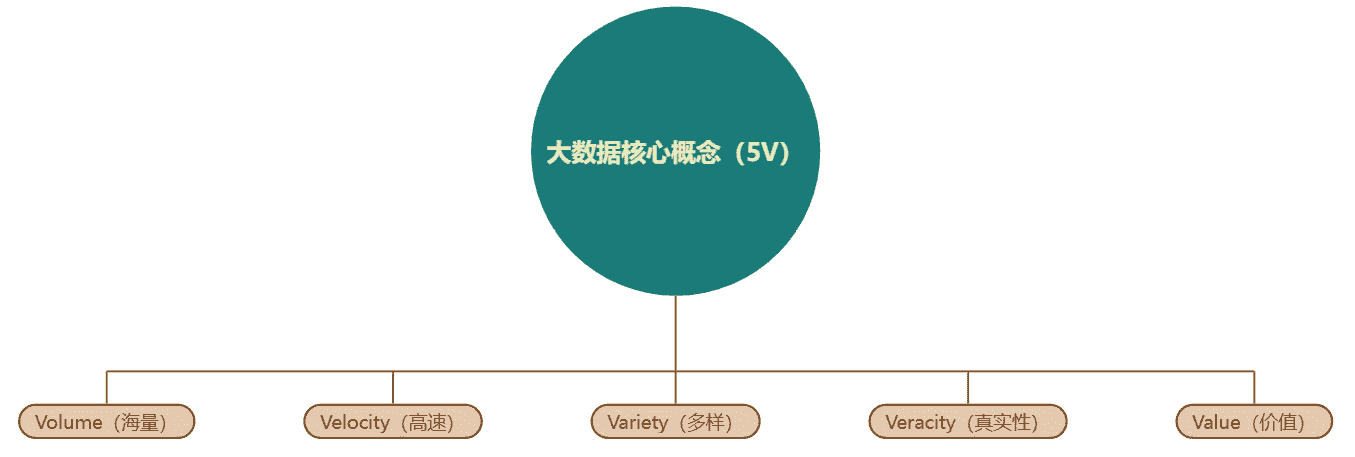 大数据核心概念（5V）
Volume（海量）
Velocity（高速）
Variety（多样）
Veracity（真实性）
Value（价值）